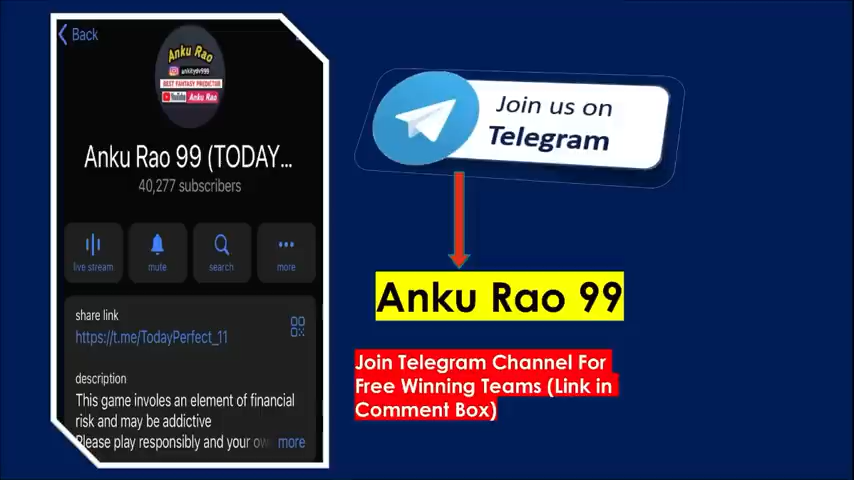 Back
Anku Rao
ankitydv999
BEST FANTASY PREDICTOR
YouTube Anku Rao
Anku Rao 99 (TODAY...
40,277 subscribers
live stream
mute
search
more
share link
https://t.me/TodayPerfect_11
description
This game involes an element of financial
risk and may be addictive
Please play responsibly and your ow more
Join us on
Telegram
Anku Rao 99
Join Telegram Channel For
Free Winning Teams (Link in
Comment Box)